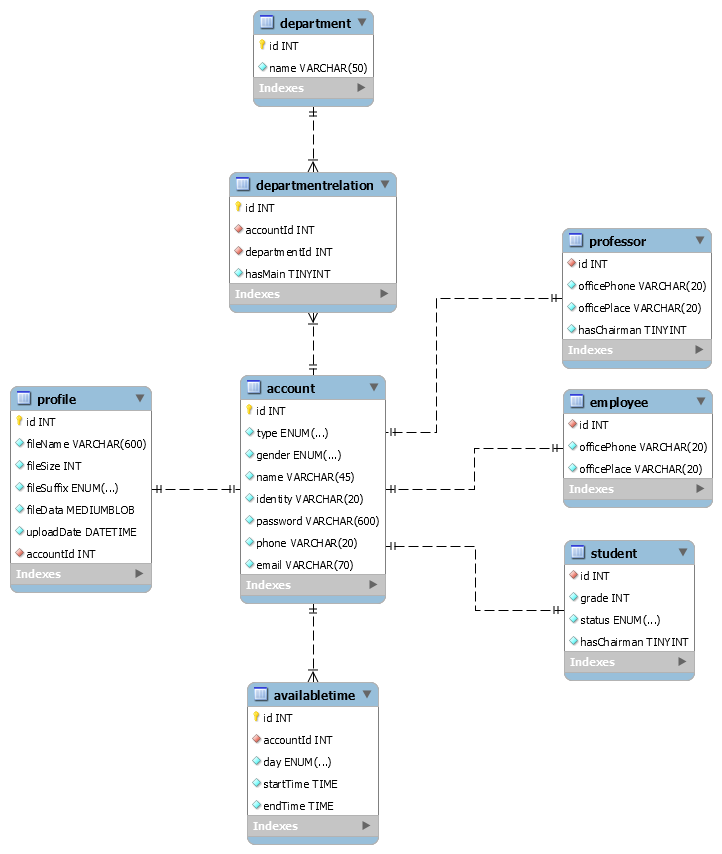 department
id INT
name VARCHAR(50)
Indexes
departmentrelation
id INT
accountId INT
departmentId INT
hasMain TINYINT
Indexes
professor
id INT
officePhone VARCHAR(20)
officePlace VARCHAR(20)
hasChairman TINYINT
Indexes
profile
id INT
fileName VARCHAR(600)
fileSize INT
fileSuffix ENUM(...)
fileData MEDIUMBLOB
uploadDate DATETIME
accountId INT
Indexes
account
id INT
type ENUM(...)
gender ENUM(...)
name VARCHAR(45)
identity VARCHAR(20)
password VARCHAR(600)
phone VARCHAR(20)
email VARCHAR(70)
Indexes
employee
id INT
officePhone VARCHAR(20)
officePlace VARCHAR(20)
Indexes
student
id INT
grade INT
status ENUM(...)
hasChairman TINYINT
Indexes
availabletime
id INT
accountId INT
day ENUM(...)
startTime TIME
endTime TIME
Indexes